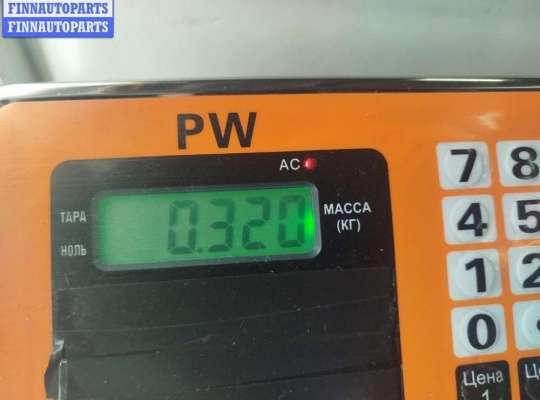 FINNAUTOPARTS
FINNAUTOPARTS
PW
AC
ТАРА
НОЛЬ
0.320
МАССА
(КГ)
7 8
4 5
1 2
0
Цена
1